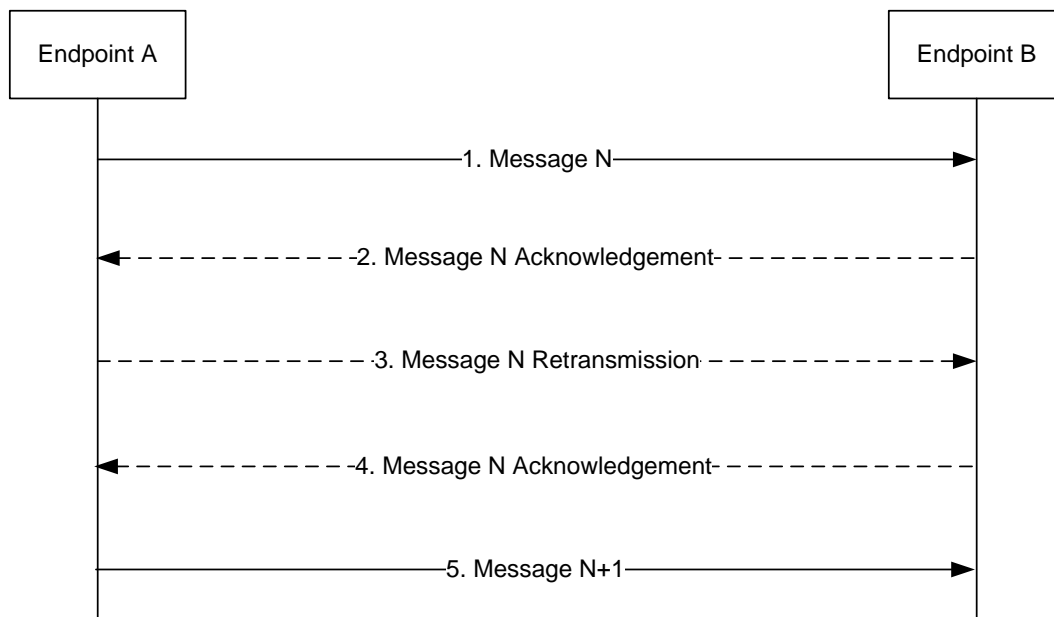 Endpoint A
Endpoint B
1. Message N
2. Message N Acknowledgement
3. Message N Retransmission
4. Message N Acknowledgement
5. Message N+1